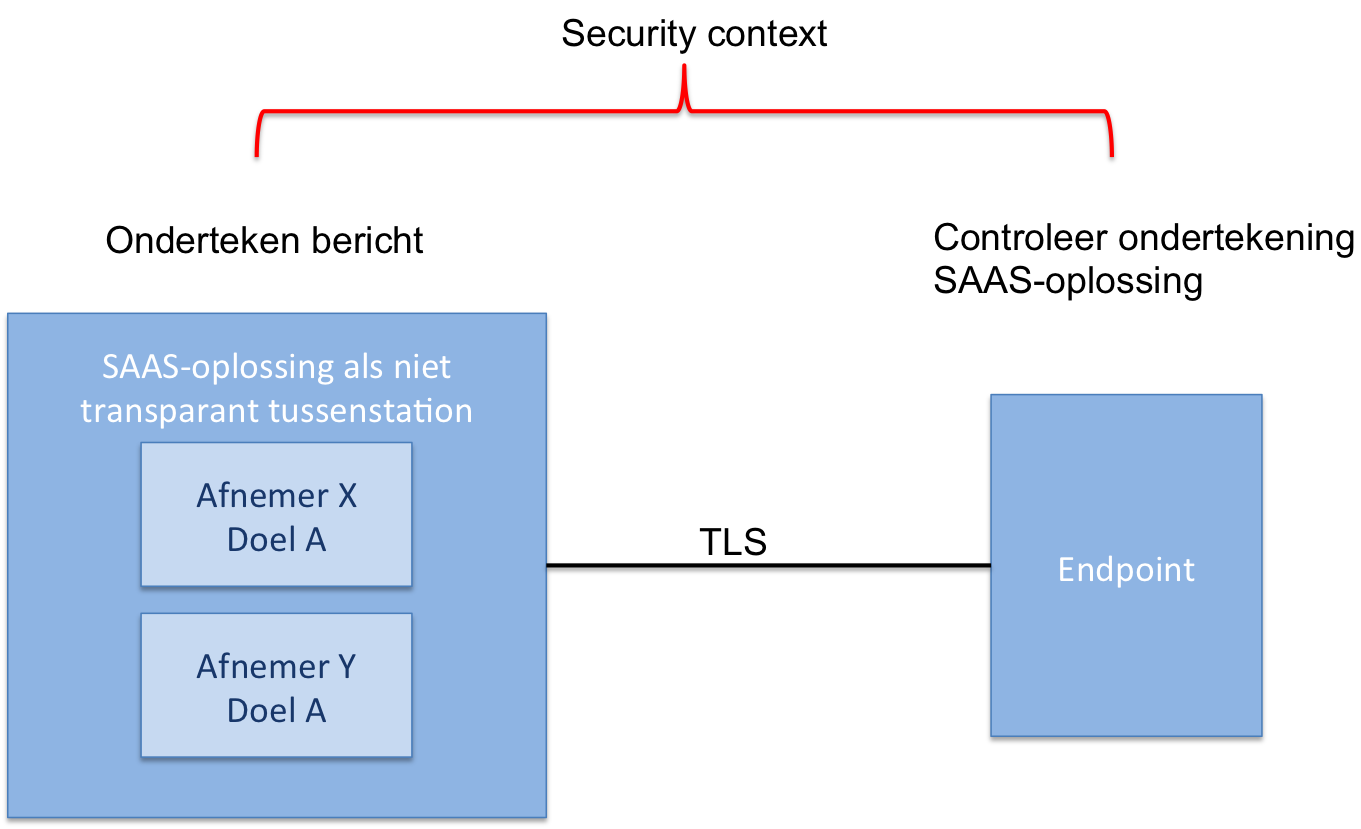 Security context
Onderteken bericht
Controleer ondertekening
SAAS-oplossing
SAAS-oplossing als niet
transparant tussenstation
Afnemer X
Doel A
Afnemer Y
Doel A
TLS
Endpoint